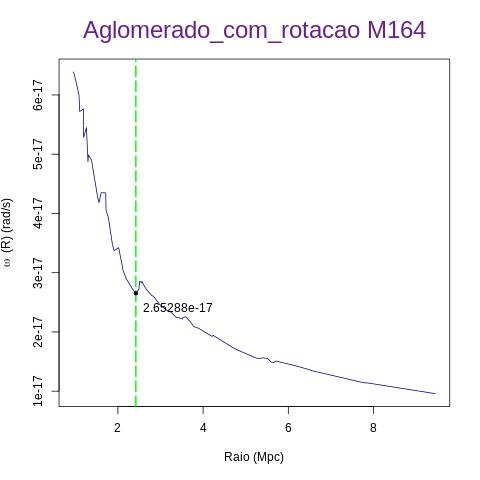 Aglomerado_com_rotacao M164
ω (R) (rad/s)
6e-17
5e-17
4e-17
3e-17
2e-17
1e-17
2.65288e-17
2 4 6 8
Raio (Mpc)